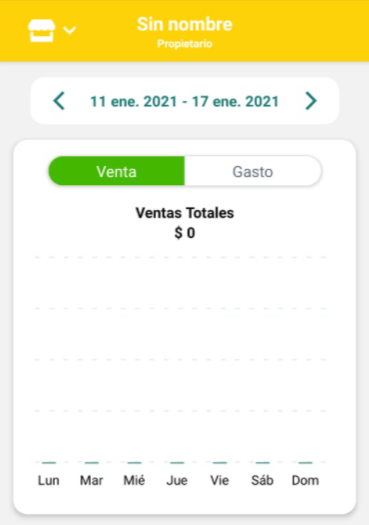 Sin nombre
Propietario
11 ene. 2021 - 17 ene. 2021
Venta Gasto
Ventas Totales
$ 0
Lun Mar Mié Jue Vie Sáb Dom